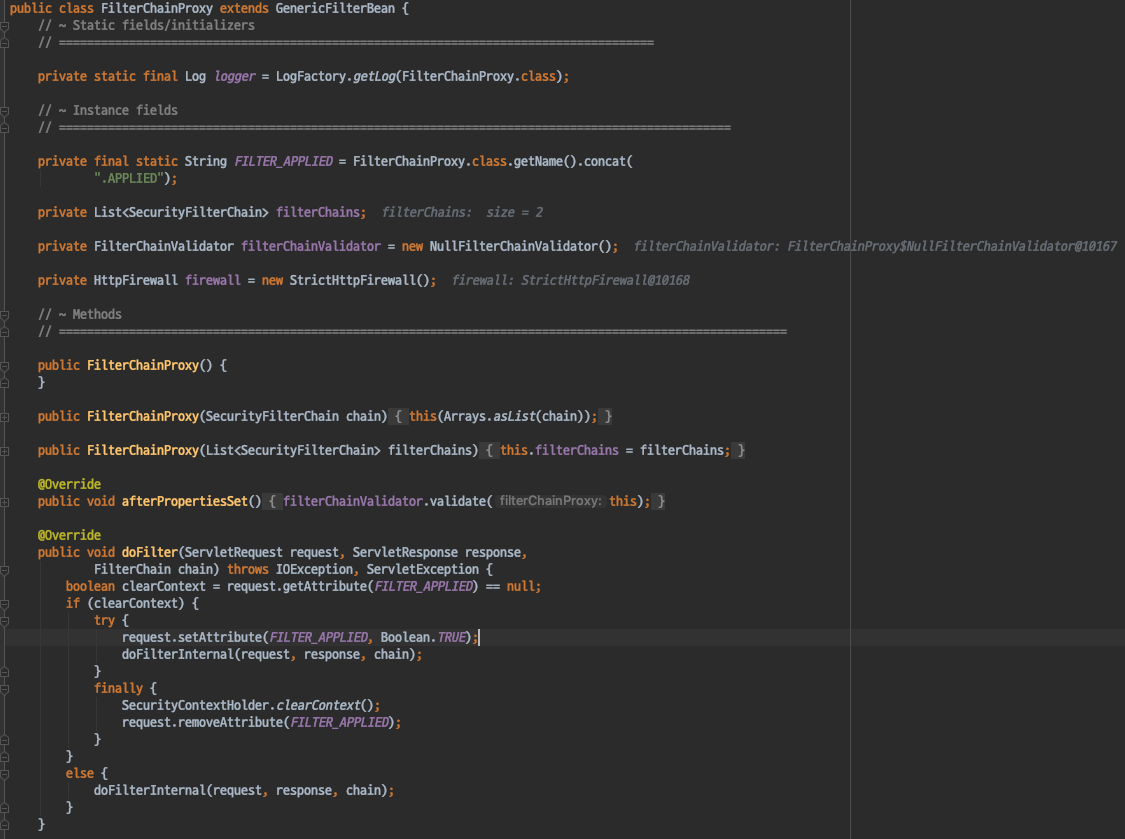 public class FilterChainProxy extends GenericFilterBean {
// ~ Static fields/initializers
// =====================================================================================
private static final Log logger = LogFactory.getLog(FilterChainProxy.class);
// ~ Instance fields
// ================================================================================================
private final static String FILTER_APPLIED = FilterChainProxy.class.getName().concat(
".APPLIED");
private List<SecurityFilterChain> filterChains; filterChains: size = 2
private FilterChainValidator filterChainValidator = new NullFilterChainValidator(); filterChainValidator: FilterChainProxy$NullFilterChainValidator@10167
private HttpFirewall firewall = new StrictHttpFirewall(); firewall: StrictHttpFirewall@10168
// ~ Methods
// ========================================================================================================
public FilterChainProxy() {
}
public FilterChainProxy(SecurityFilterChain chain) { this(Arrays.asList(chain)); }
public FilterChainProxy(List<SecurityFilterChain> filterChains) { this.filterChains = filterChains; }
@Override
public void afterPropertiesSet() { filterChainValidator.validate( filterChainProxy: this); }
@Override
public void doFilter(ServletRequest request, ServletResponse response,
FilterChain chain) throws IOException, ServletException {
boolean clearContext = request.getAttribute(FILTER_APPLIED) == null;
if (clearContext) {
try {
request.setAttribute(FILTER_APPLIED, Boolean.TRUE);
doFilterInternal(request, response, chain);
}
finally {
SecurityContextHolder.clearContext();
request.removeAttribute(FILTER_APPLIED);
}
}
else {
doFilterInternal(request, response, chain);
}
}